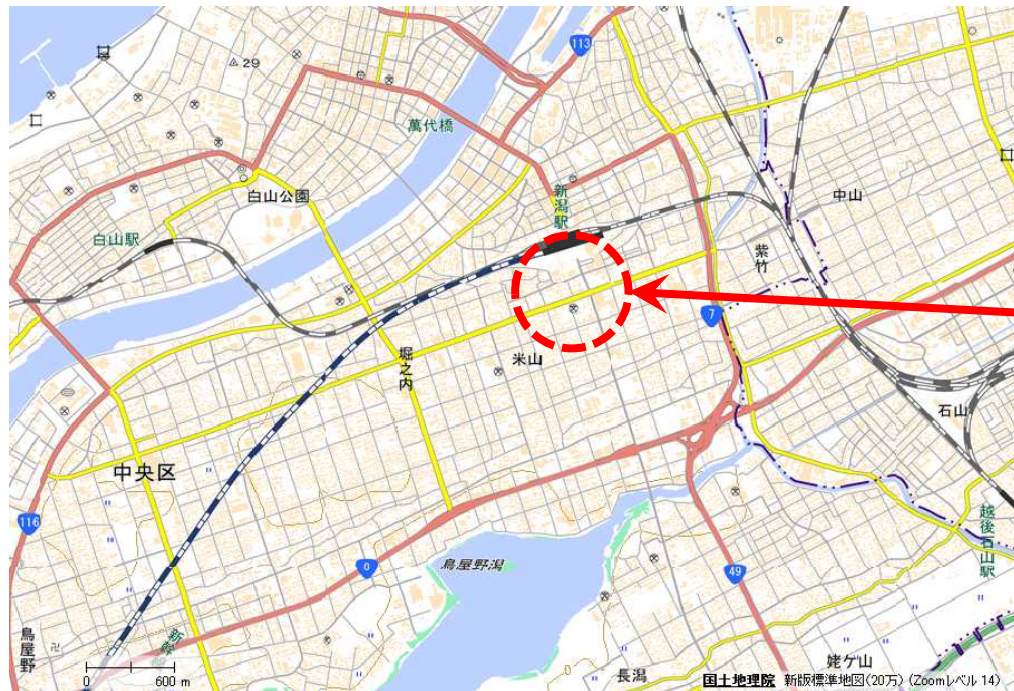 113
29
萬代橋
新潟駅
白山公園
中山
白山駅
紫竹
7
堀之内
米山
石山
中央区
116
越後石山駅
鳥屋野潟
0
49
鳥屋野
新幹
姥ケ山
長潟
0 600 m
国土地理院 新版標準地図(20万) (Zoomレベル 14)